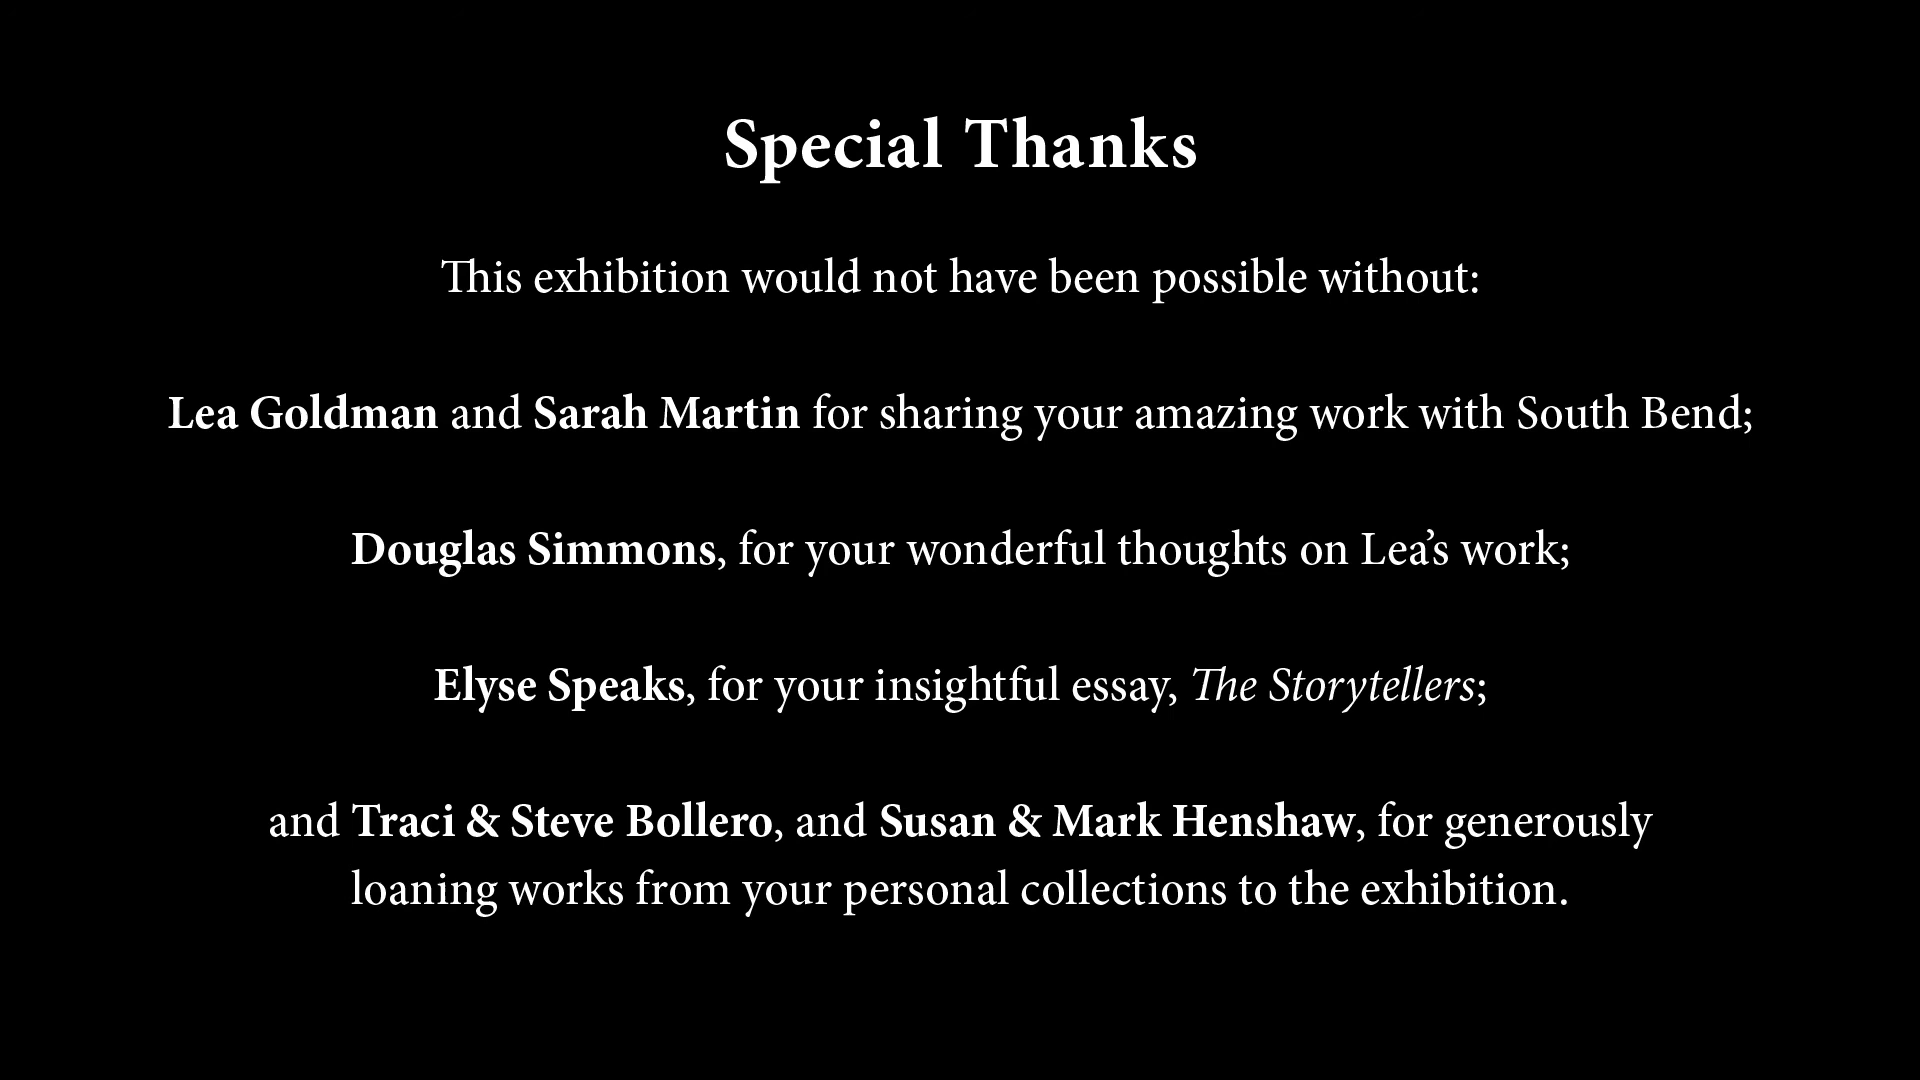 Special Thanks
This exhibition would not have been possible without:
Lea Goldman and Sarah Martin for sharing your amazing work with South Bend;
Douglas Simmons, for your wonderful thoughts on Lea’s work;
Elyse Speaks, for your insightful essay, The Storytellers;
and Traci & Steve Bollero, and Susan & Mark Henshaw, for generously
loaning works from your personal collections to the exhibition.